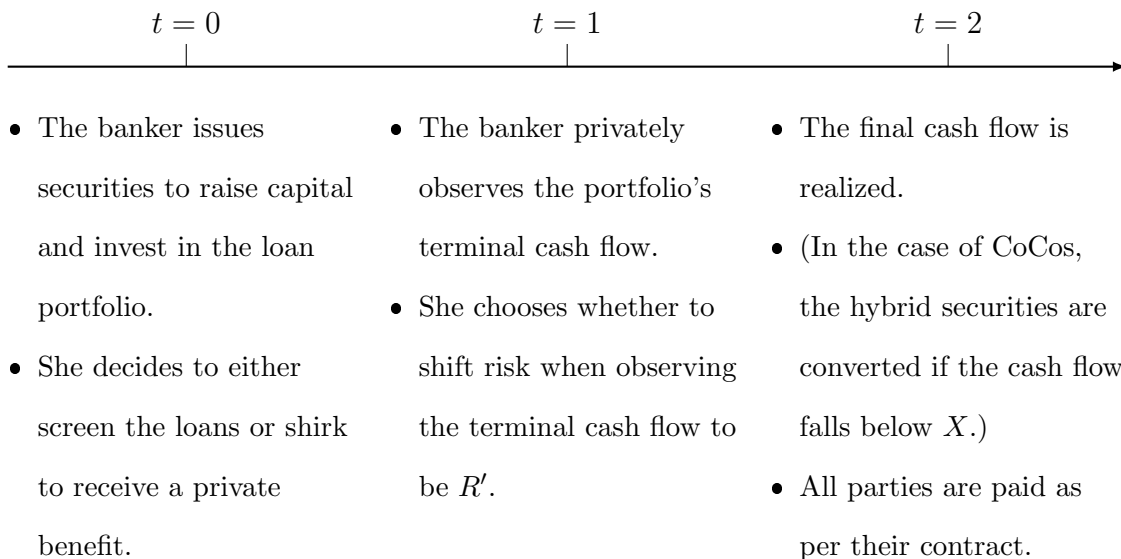 t = 0
t = 1
t = 2
• The banker issues
securities to raise capital
and invest in the loan
portfolio.
• She decides to either
screen the loans or shirk
to receive a private
benefit.
• The banker privately
observes the portfolio's
terminal cash flow.
• She chooses whether to
shift risk when observing
the terminal cash flow to
be R′.
• The final cash flow is
realized.
• (In the case of CoCos,
the hybrid securities are
converted if the cash flow
falls below X.)
• All parties are paid as
per their contract.